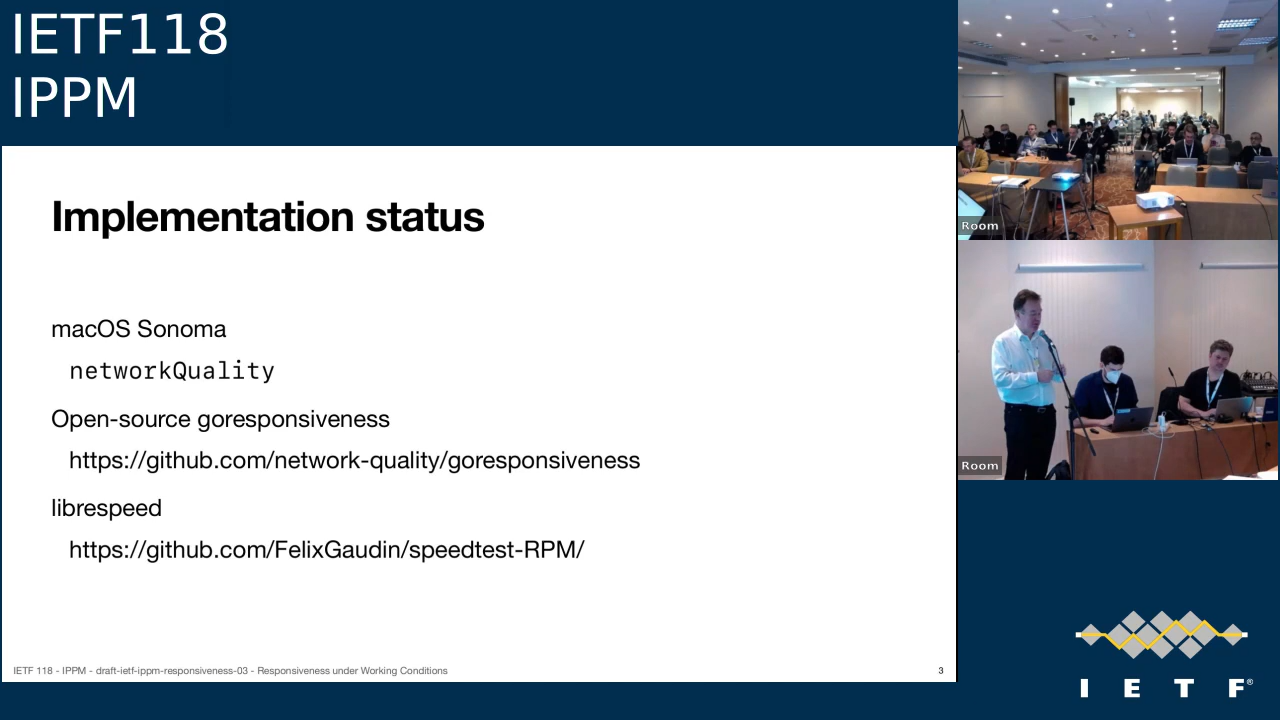 IETF118
IPPM
Implementation status
macOS Sonoma
networkQuality
Open-source goresponsiveness
https://github.com/network-quality/goresponsiveness
librespeed
https://github.com/FelixGaudin/speedtest-RPM/
IETF 118 - IPPM - draft-ietf-ippm-responsiveness-03 - Responsiveness under Working Conditions
3
Room
Room
I E T F®